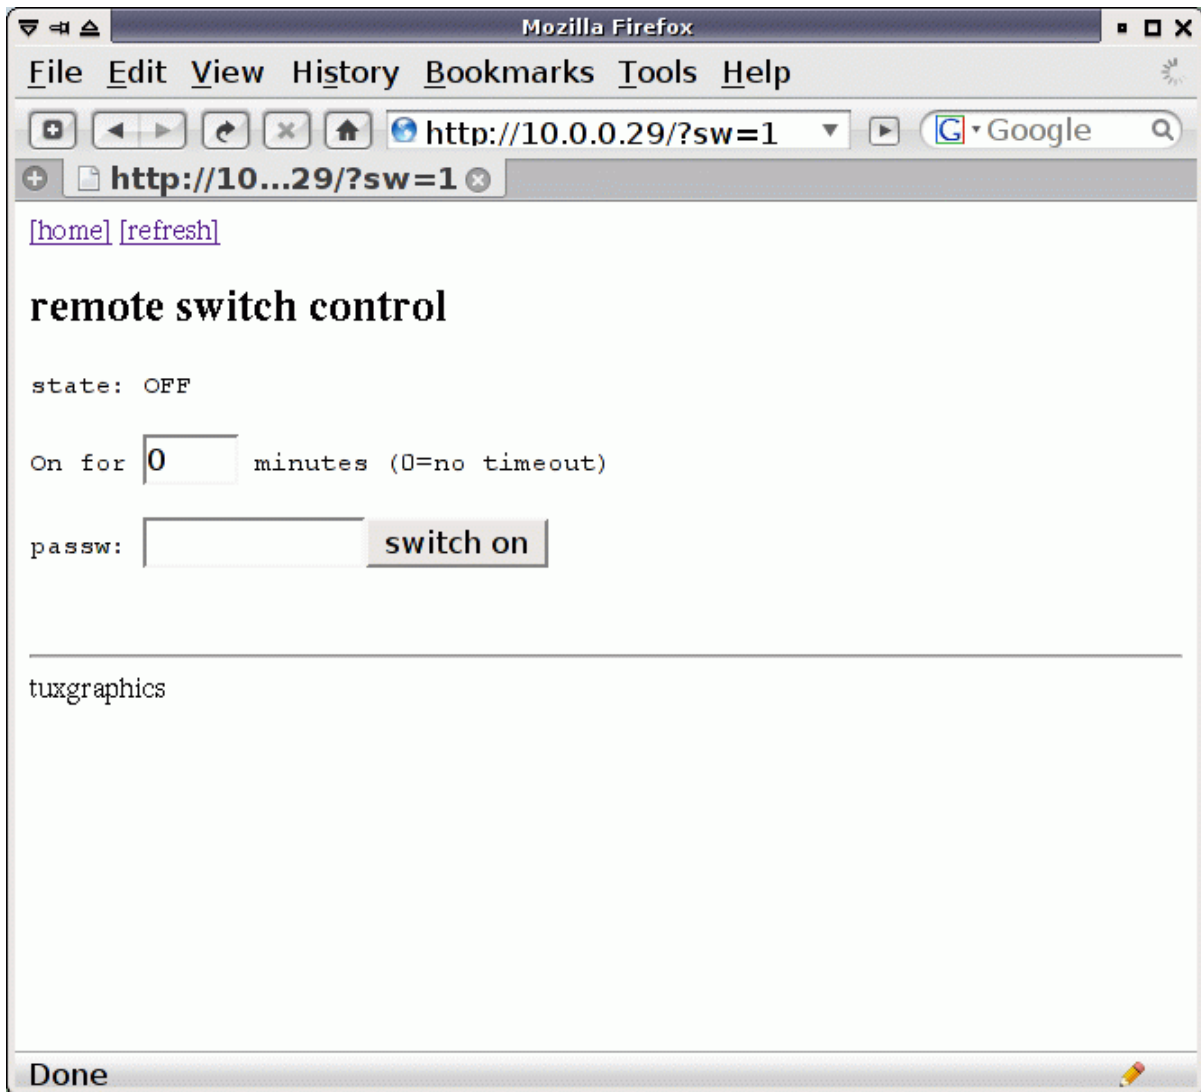 Mozilla Firefox
File Edit View History Bookmarks Tools Help
http://10.0.0.29/?sw=1 G Google
http://10...29/?sw=1
[home] [refresh]
remote switch control
state: OFF
On for 0 minutes (0=no timeout)
passw: switch on
tuxgraphics
Done